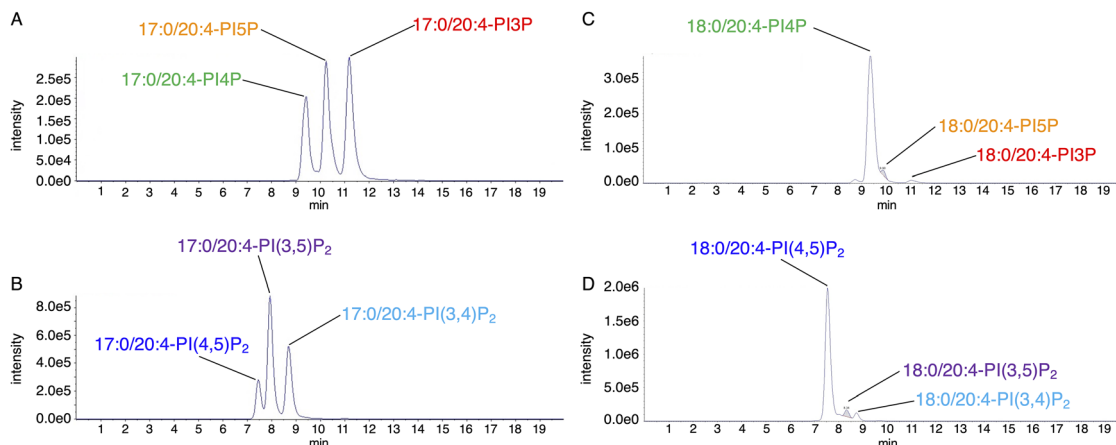 A
17:0/20:4-PI5P
17:0/20:4-PI3P
17:0/20:4-PI4P
intensity
2.5e5
2.0e5
1.5e5
1.0e5
5.0e4
0.0e0
1 2 3 4 5 6 7 8 9 10 11 12 13 14 15 16 17 18 19
min
C
18:0/20:4-PI4P
18:0/20:4-PI5P
18:0/20:4-PI3P
intensity
3.0e5
2.0e5
1.0e5
0.0e0
1 2 3 4 5 6 7 8 9 10 11 12 13 14 15 16 17 18 19
min
B
17:0/20:4-PI(3,5)P₂
17:0/20:4-PI(3,4)P₂
17:0/20:4-PI(4,5)P₂
intensity
8.0e5
6.0e5
4.0e5
2.0e5
0.0e0
1 2 3 4 5 6 7 8 9 10 11 12 13 14 15 16 17 18 19
min
D
18:0/20:4-PI(4,5)P₂
18:0/20:4-PI(3,5)P₂
18:0/20:4-PI(3,4)P₂
intensity
2.0e6
1.5e6
1.0e6
5.0e5
0.0e0
1 2 3 4 5 6 7 8 9 10 11 12 13 14 15 16 17 18 19
min